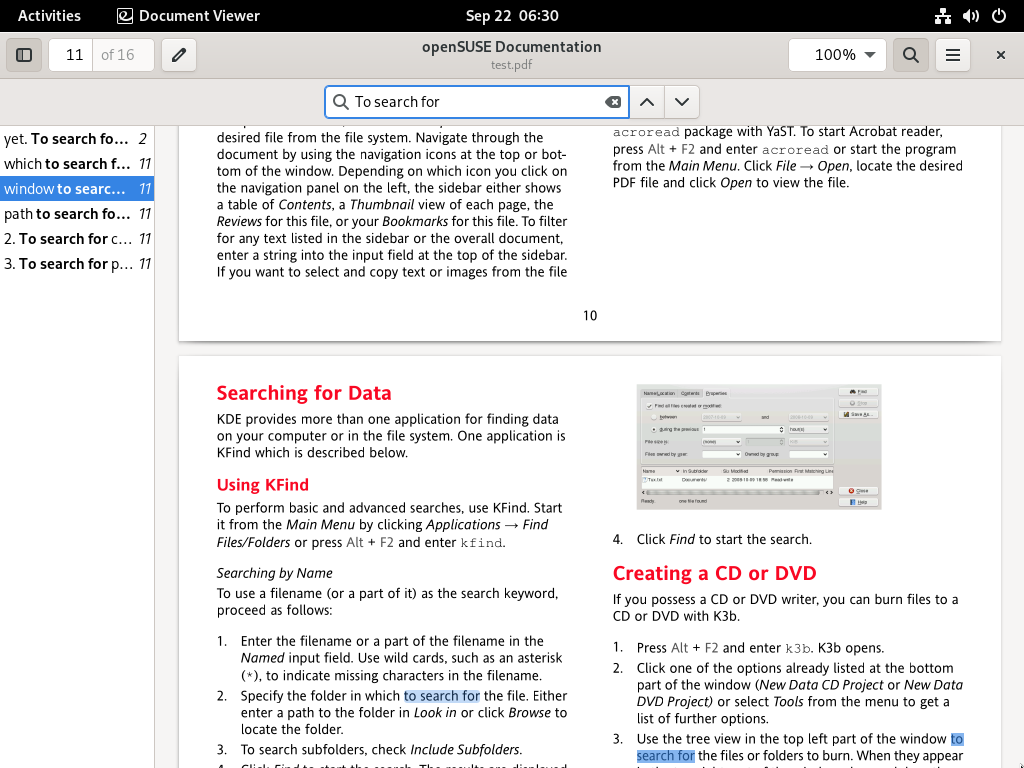 Activities
Document Viewer
Sep 22 06:30
11
of 16
openSUSE Documentation
test.pdf
100%
To search for
yet. To search fo... 2
which to search f... 11
window to searc... 11
path to search fo... 11
2. To search for c... 11
3. To search for p... 11
desired file from the file system. Navigate through the
document by using the navigation icons at the top or bot-
tom of the window. Depending on which icon you click on
the navigation panel on the left, the sidebar either shows
a table of Contents, a Thumbnail view of each page, the
Reviews for this file, or your Bookmarks for this file. To filter
for any text listed in the sidebar or the overall document,
enter a string into the input field at the top of the sidebar.
If you want to select and copy text or images from the file
acroread package with YaST. To start Acrobat reader,
press Alt + F2 and enter acroread or start the program
from the Main Menu. Click File → Open, locate the desired
PDF file and click Open to view the file.
10
Searching for Data
KDE provides more than one application for finding data
on your computer or in the file system. One application is
KFind which is described below.
Using KFind
To perform basic and advanced searches, use KFind. Start
it from the Main Menu by clicking Applications → Find
Files/Folders or press Alt + F2 and enter kfind.
Searching by Name
To use a filename (or a part of it) as the search keyword,
proceed as follows:
1. Enter the filename or a part of the filename in the
Named input field. Use wild cards, such as an asterisk
(*), to indicate missing characters in the filename.
2. Specify the folder in which to search for the file. Either
enter a path to the folder in Look in or click Browse to
locate the folder.
3. To search subfolders, check Include Subfolders.
4. Click Find to start the search. The results are displayed
Name/Location Contents Properties
Find all files created or modified:
between
and
during the previous 1 hour(s)
File size is: (none)
Files owned by user: Owned by group:
Name In Subfolder Modified Permission First Matching Line
Tux.txt Documents/
Ready. one file found
Find
Stop
Save As...
Close
Help
4. Click Find to start the search.
Creating a CD or DVD
If you possess a CD or DVD writer, you can burn files to a
CD or DVD with K3b.
1. Press Alt + F2 and enter k3b. K3b opens.
2. Click one of the options already listed at the bottom
part of the window (New Data CD Project or New Data
DVD Project) or select Tools from the menu to get a
list of further options.
3. Use the tree view in the top left part of the window to
search for the files or folders to burn. When they appear